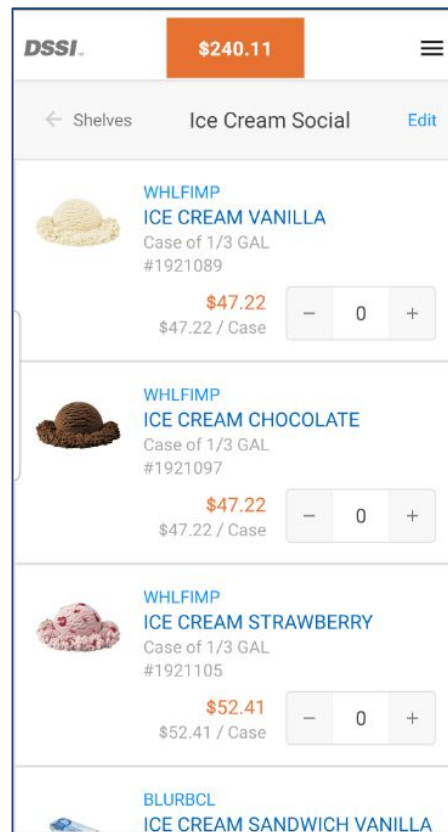 DSSI
$240.11
← Shelves
Ice Cream Social
Edit
WHLFIMP
ICE CREAM VANILLA
Case of 1/3 GAL
#1921089
$47.22
$47.22 / Case
− 0 +
WHLFIMP
ICE CREAM CHOCOLATE
Case of 1/3 GAL
#1921097
$47.22
$47.22 / Case
− 0 +
WHLFIMP
ICE CREAM STRAWBERRY
Case of 1/3 GAL
#1921105
$52.41
$52.41 / Case
− 0 +
BLURBCL
ICE CREAM SANDWICH VANILLA